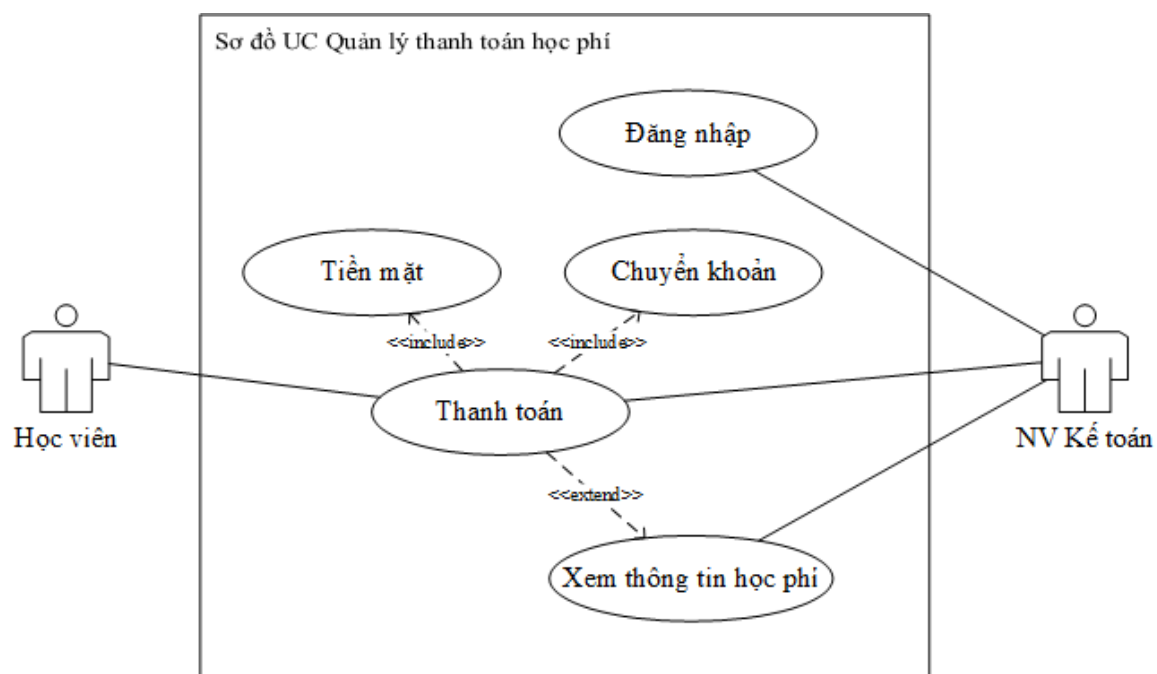 Sơ đồ UC Quản lý thanh toán học phí
Đăng nhập
Tiền mặt
Chuyển khoản
<<include>>
<<include>>
Thanh toán
Học viên
NV Kế toán
<<extend>>
Xem thông tin học phí